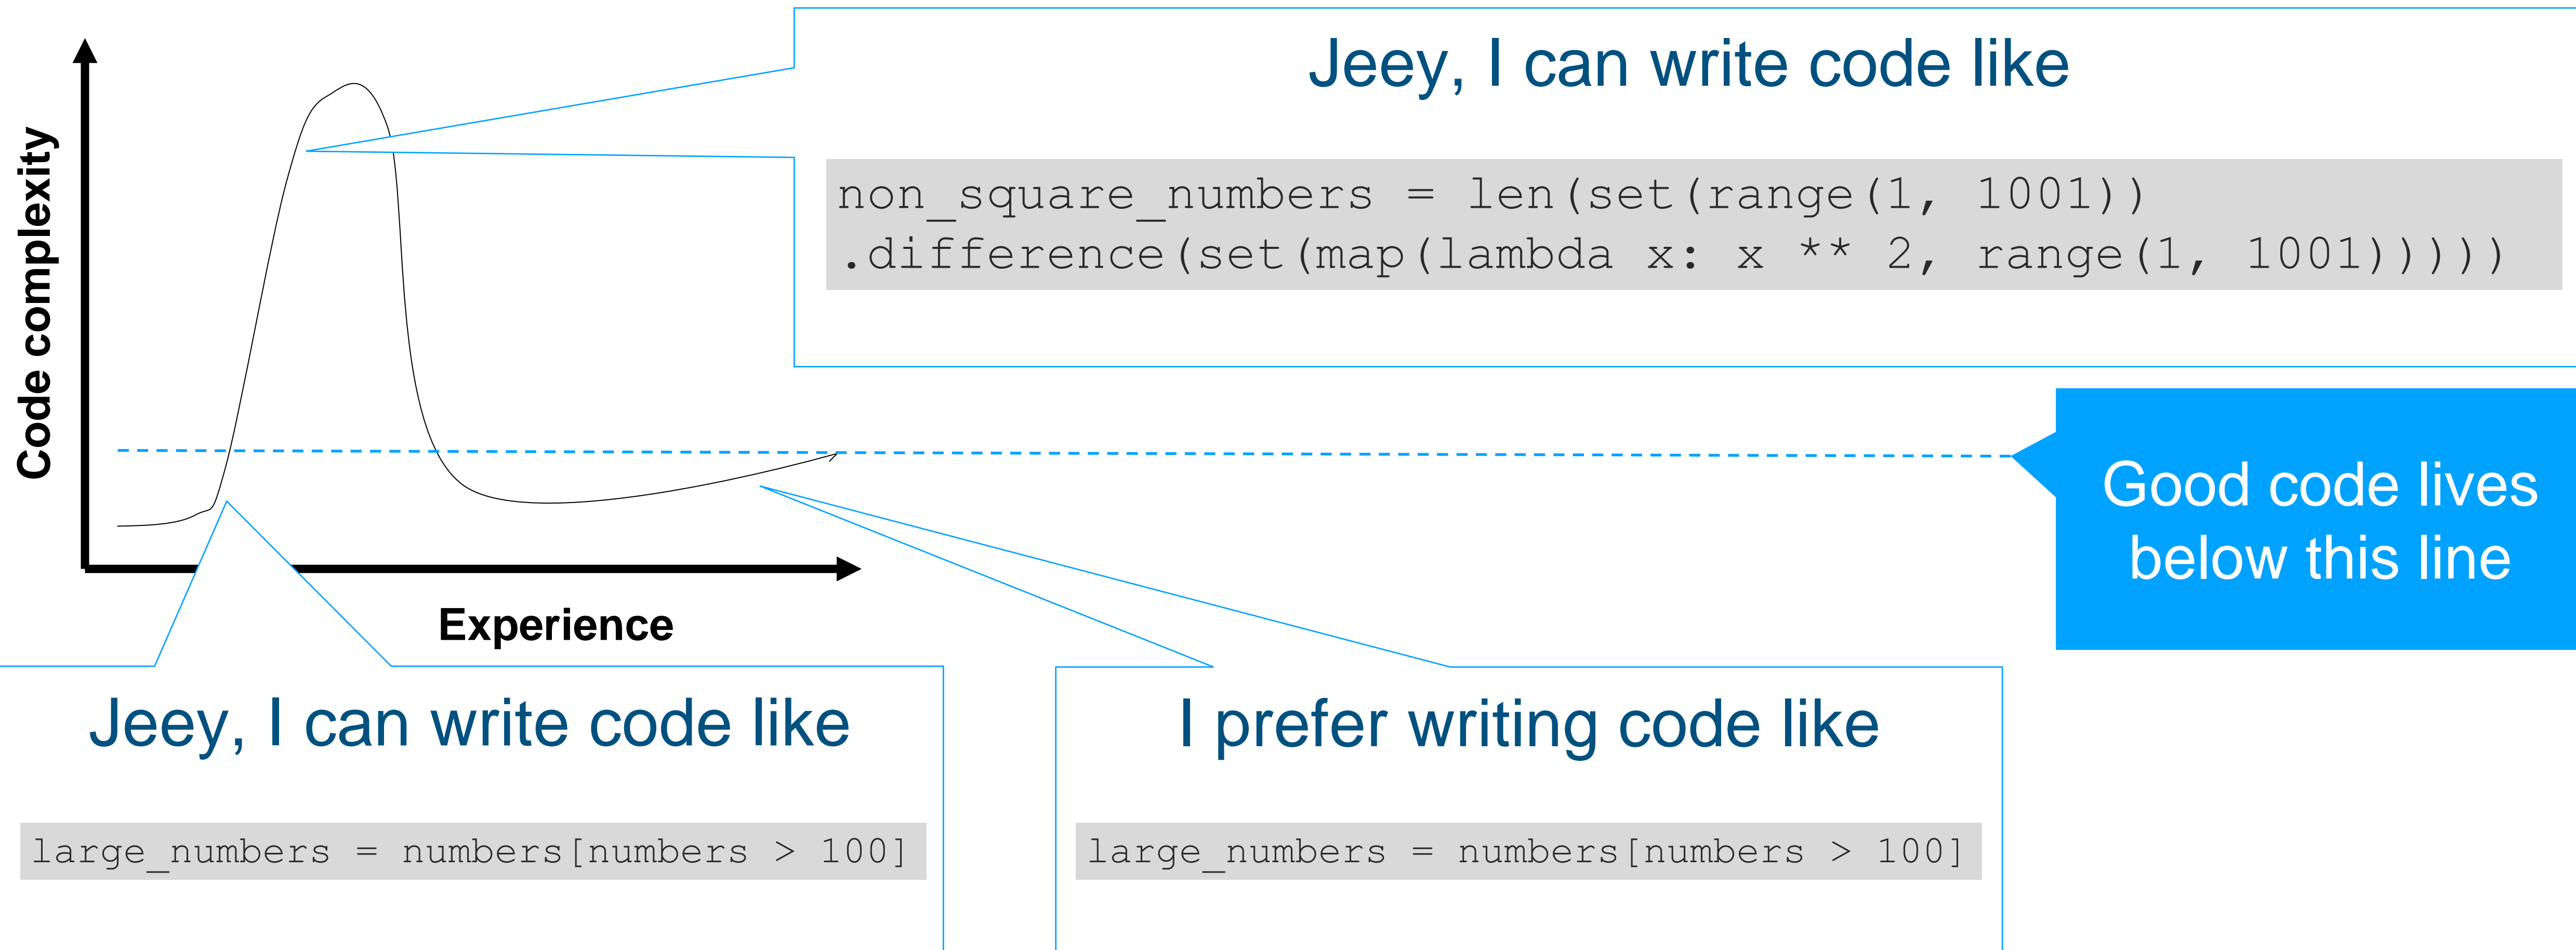 Jeey, I can write code like
non_square_numbers = len(set(range(1, 1001))
.difference(set(map(lambda x: x ** 2, range(1, 1001)))))
Code complexity
Good code lives
below this line
Experience
Jeey, I can write code like
large_numbers = numbers[numbers > 100]
I prefer writing code like
large_numbers = numbers[numbers > 100]